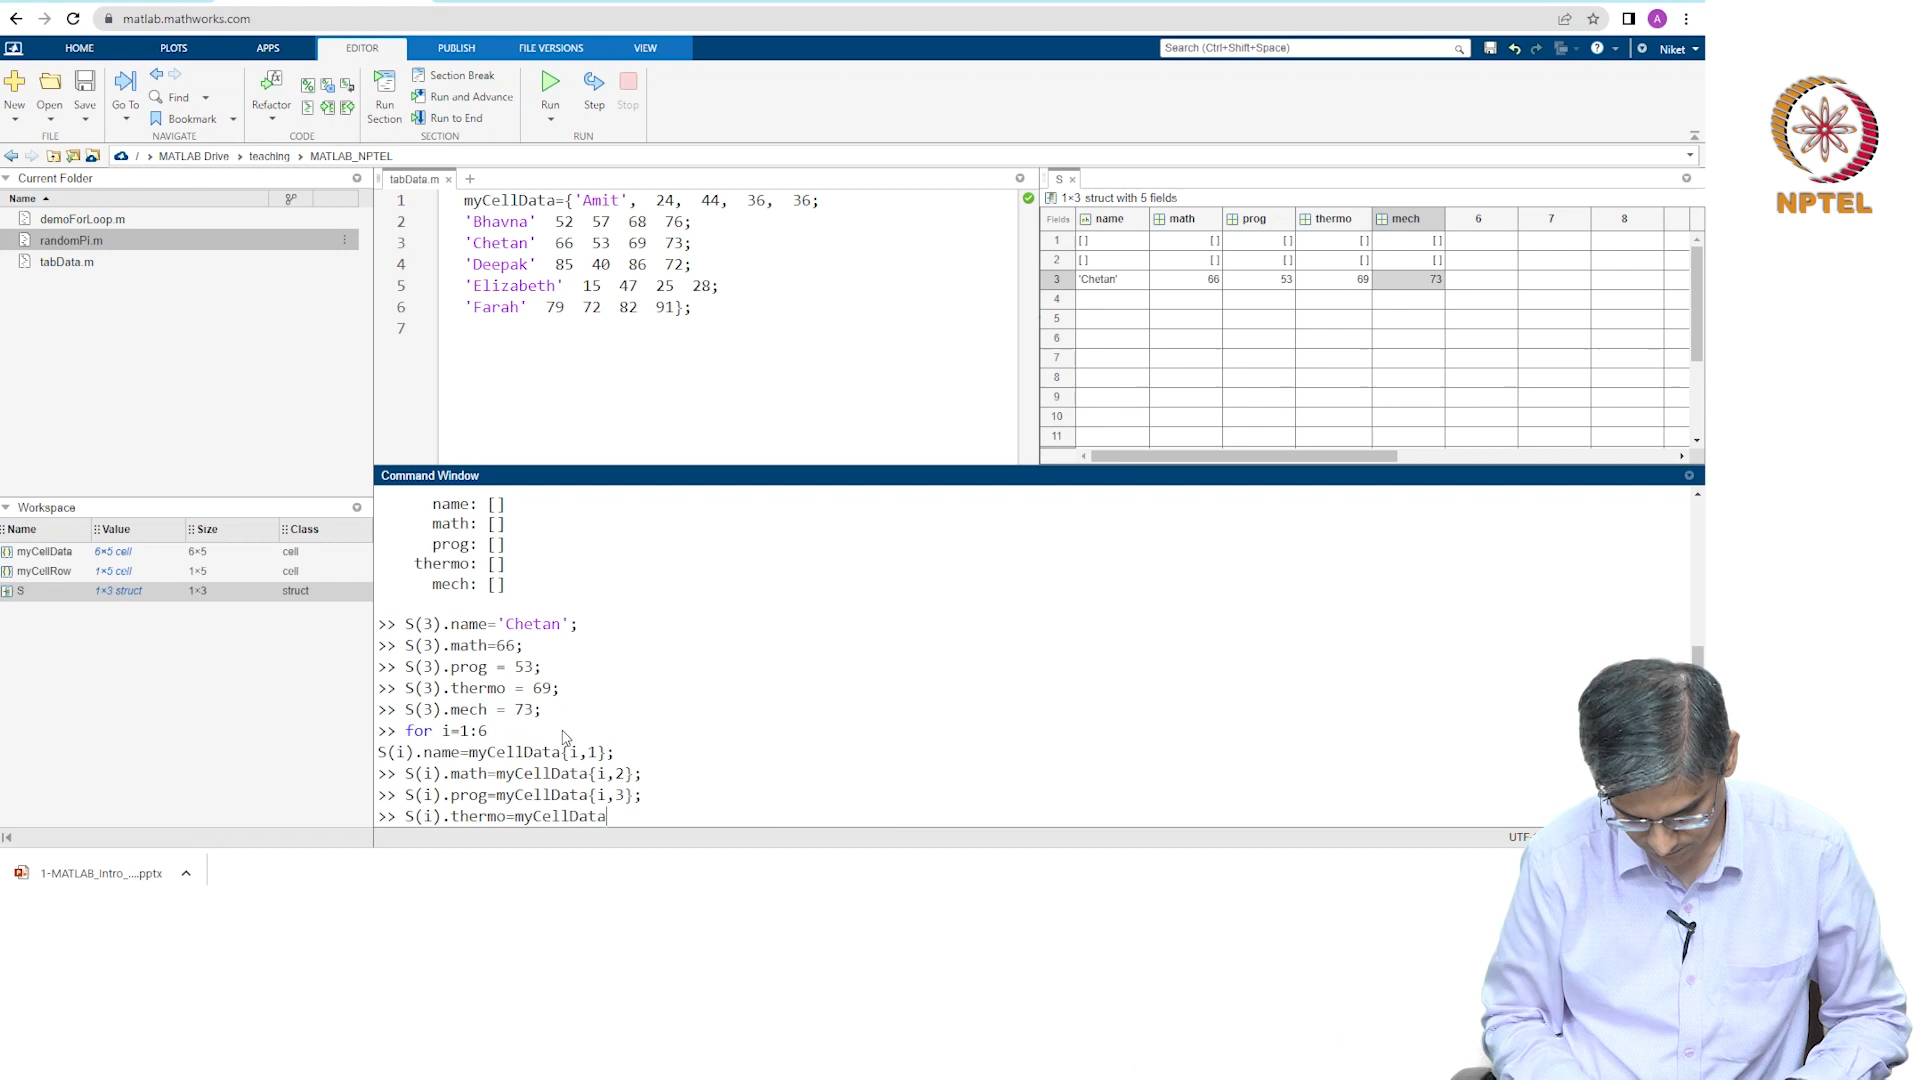 matlab.mathworks.com
A
HOME PLOTS APPS EDITOR PUBLISH FILE VERSIONS VIEW
Search (Ctrl+Shift+Space)
Niket
New Open Save
FILE
Go To Find Bookmark
NAVIGATE
Refactor
CODE
Run Section
Section Break
Run and Advance
Run to End
SECTION
Run Step Stop
RUN
/ MATLAB Drive teaching MATLAB_NPTEL
Current Folder
Name
demoForLoop.m
randomPi.m
tabData.m
tabData.m
1 myCellData={'Amit', 24, 44, 36, 36;
2 'Bhavna' 52 57 68 76;
3 'Chetan' 66 53 69 73;
4 'Deepak' 85 40 86 72;
5 'Elizabeth' 15 47 25 28;
6 'Farah' 79 72 82 91};
7
S
1×3 struct with 5 fields
Fields name math prog thermo mech 6 7 8
1 [] [] [] [] []
2 [] [] [] [] []
3 'Chetan' 66 53 69 73
4
5
6
7
8
9
10
11
Workspace
Name Value Size Class
myCellData 6×5 cell 6×5 cell
myCellRow 1×5 cell 1×5 cell
S 1×3 struct 1×3 struct
Command Window
name: []
math: []
prog: []
thermo: []
mech: []
>> S(3).name='Chetan';
>> S(3).math=66;
>> S(3).prog = 53;
>> S(3).thermo = 69;
>> S(3).mech = 73;
>> for i=1:6
S(i).name=myCellData{i,1};
>> S(i).math=myCellData{i,2};
>> S(i).prog=myCellData{i,3};
>> S(i).thermo=myCellData
UTF
1-MATLAB_Intro_....pptx
NPTEL